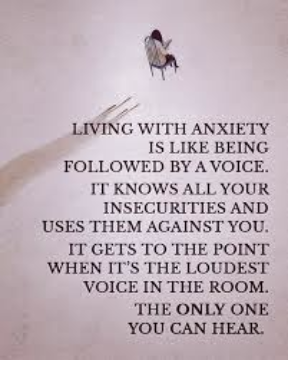 LIVING WITH ANXIETY
IS LIKE BEING
FOLLOWED BY A VOICE.
IT KNOWS ALL YOUR
INSECURITIES AND
USES THEM AGAINST YOU.
IT GETS TO THE POINT
WHEN IT'S THE LOUDEST
VOICE IN THE ROOM.
THE ONLY ONE
YOU CAN HEAR.